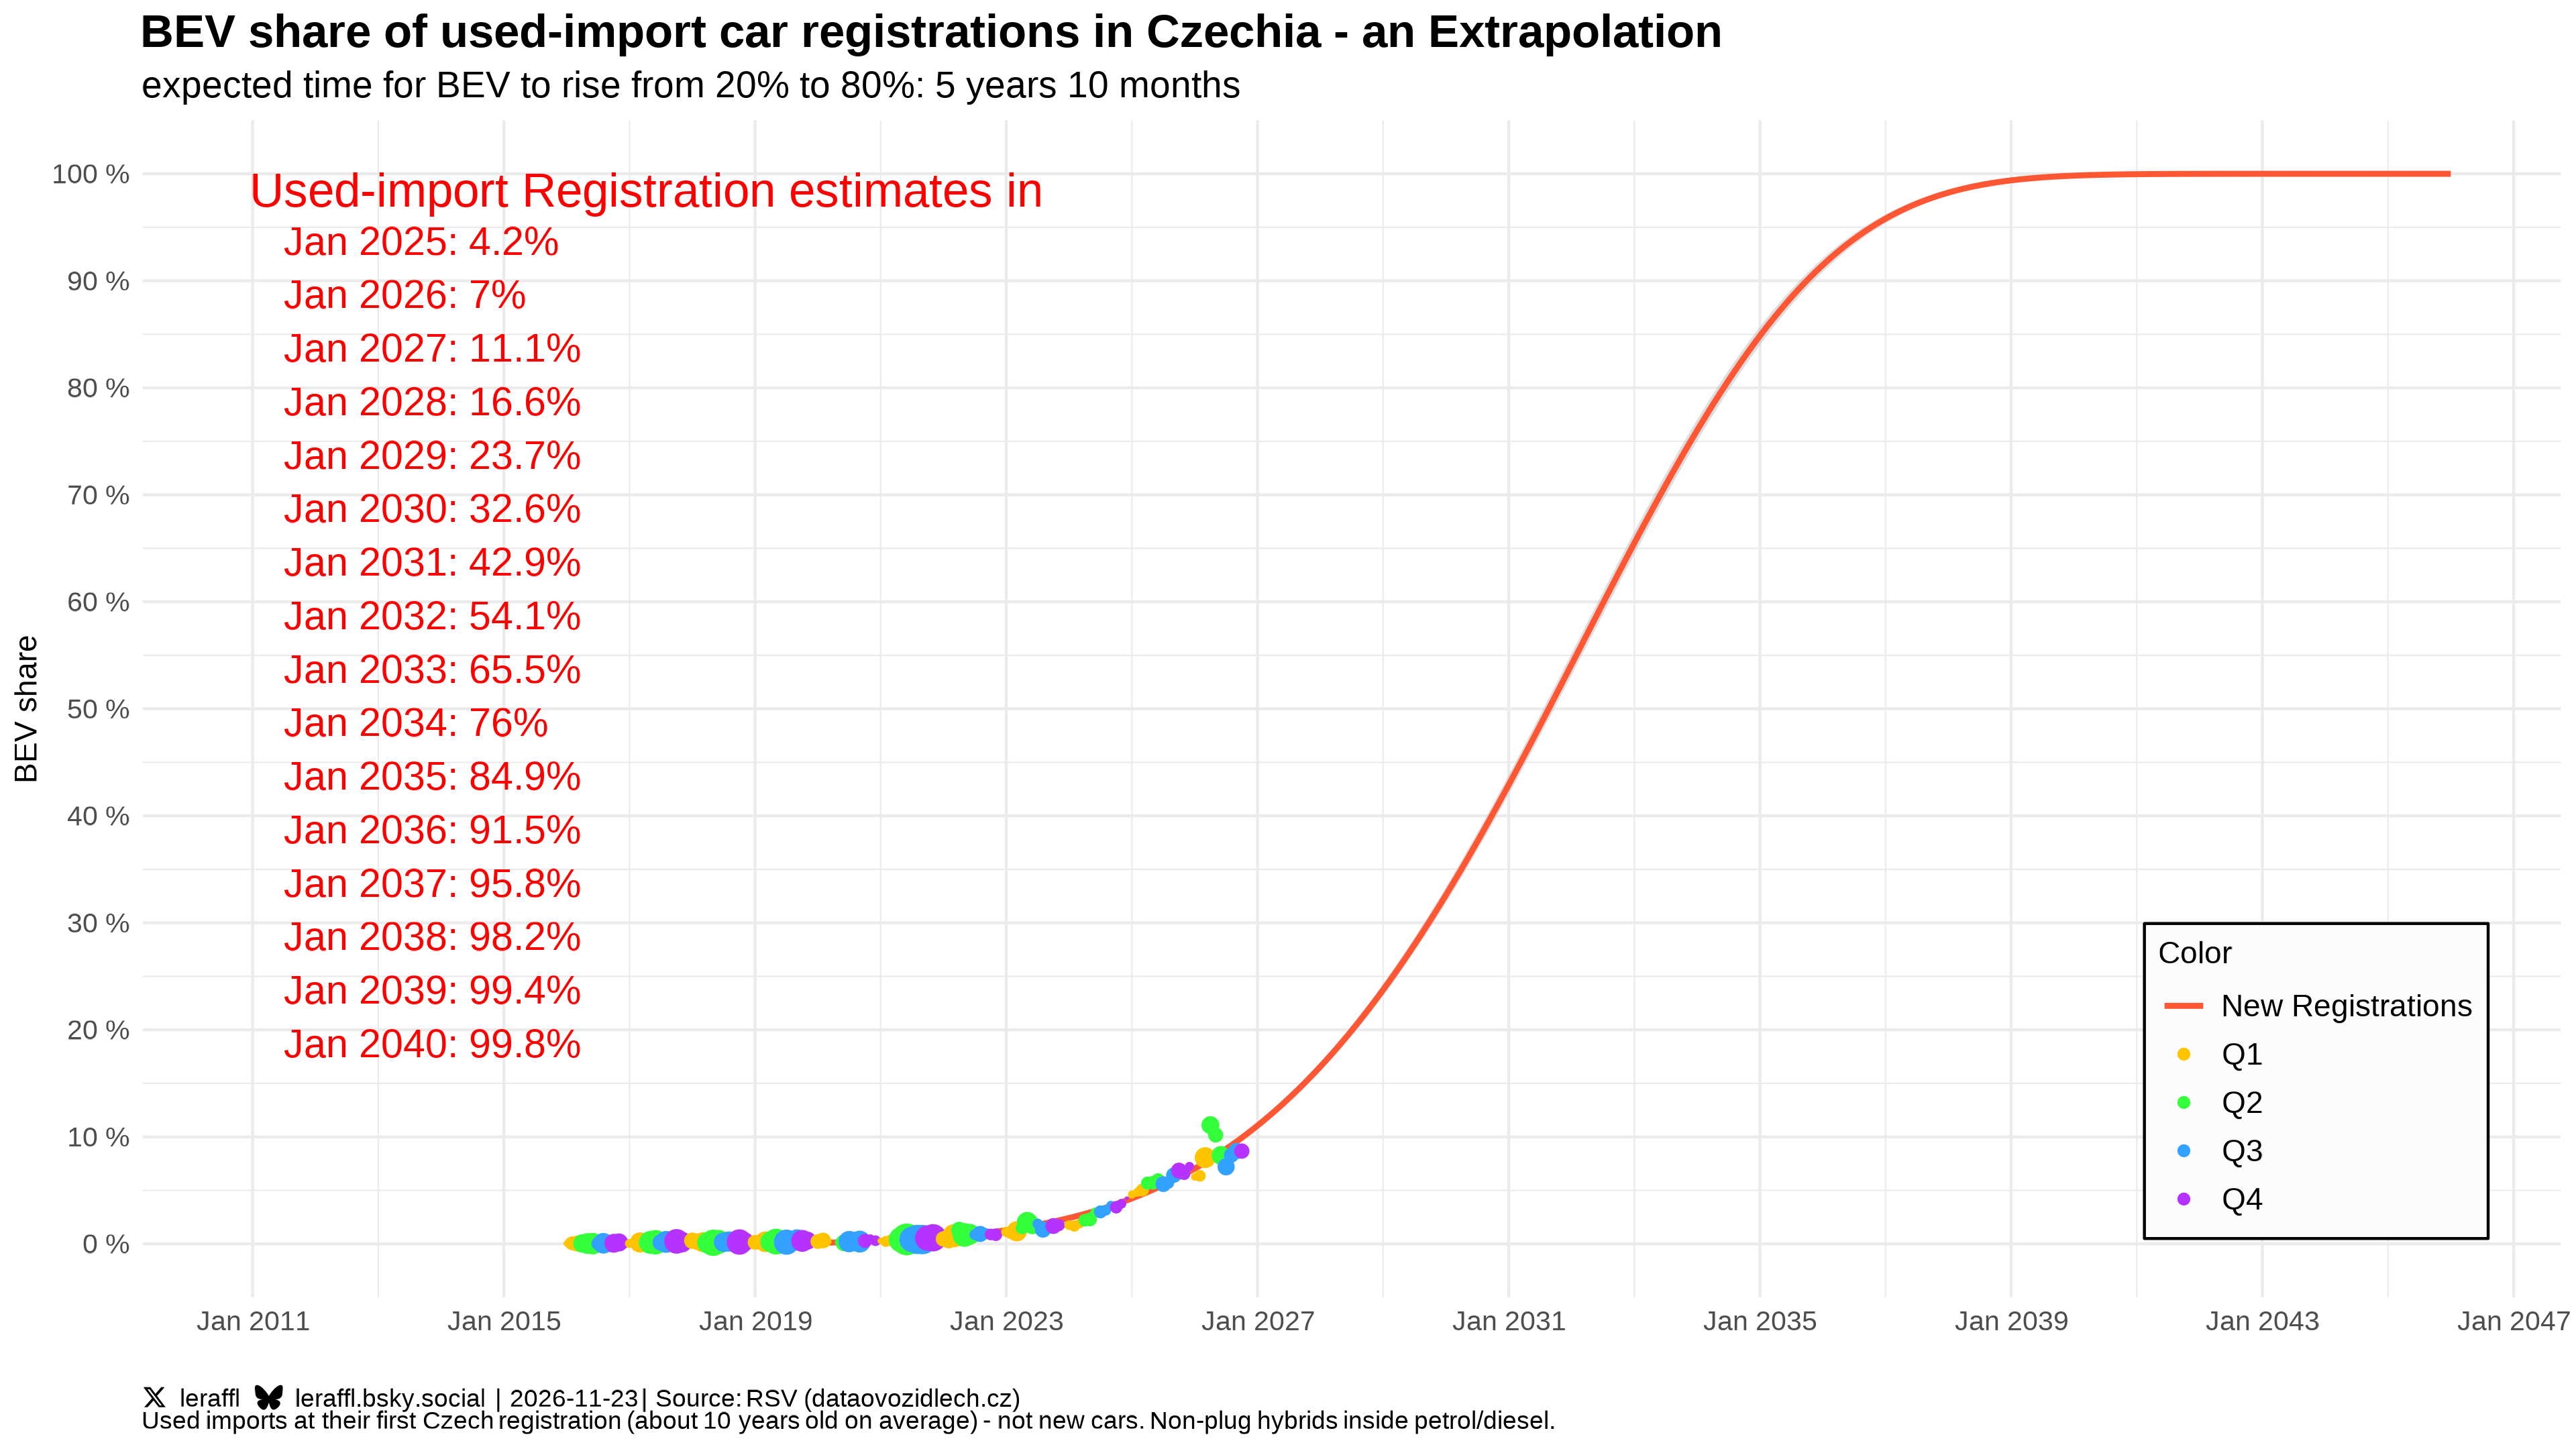 BEV share of used-import car registrations in Czechia - an Extrapolation
expected time for BEV to rise from 20% to 80%: 5 years 10 months
BEV share
100 %
90 %
80 %
70 %
60 %
50 %
40 %
30 %
20 %
10 %
0 %
Used-import Registration estimates in
Jan 2025: 4.2%
Jan 2026: 7%
Jan 2027: 11.1%
Jan 2028: 16.6%
Jan 2029: 23.7%
Jan 2030: 32.6%
Jan 2031: 42.9%
Jan 2032: 54.1%
Jan 2033: 65.5%
Jan 2034: 76%
Jan 2035: 84.9%
Jan 2036: 91.5%
Jan 2037: 95.8%
Jan 2038: 98.2%
Jan 2039: 99.4%
Jan 2040: 99.8%
Color
New Registrations
Q1
Q2
Q3
Q4
Jan 2011 Jan 2015 Jan 2019 Jan 2023 Jan 2027 Jan 2031 Jan 2035 Jan 2039 Jan 2043 Jan 2047
leraffl leraffl.bsky.social | 2026-11-23 | Source: RSV (dataovozidlech.cz)
Used imports at their first Czech registration (about 10 years old on average) - not new cars. Non-plug hybrids inside petrol/diesel.